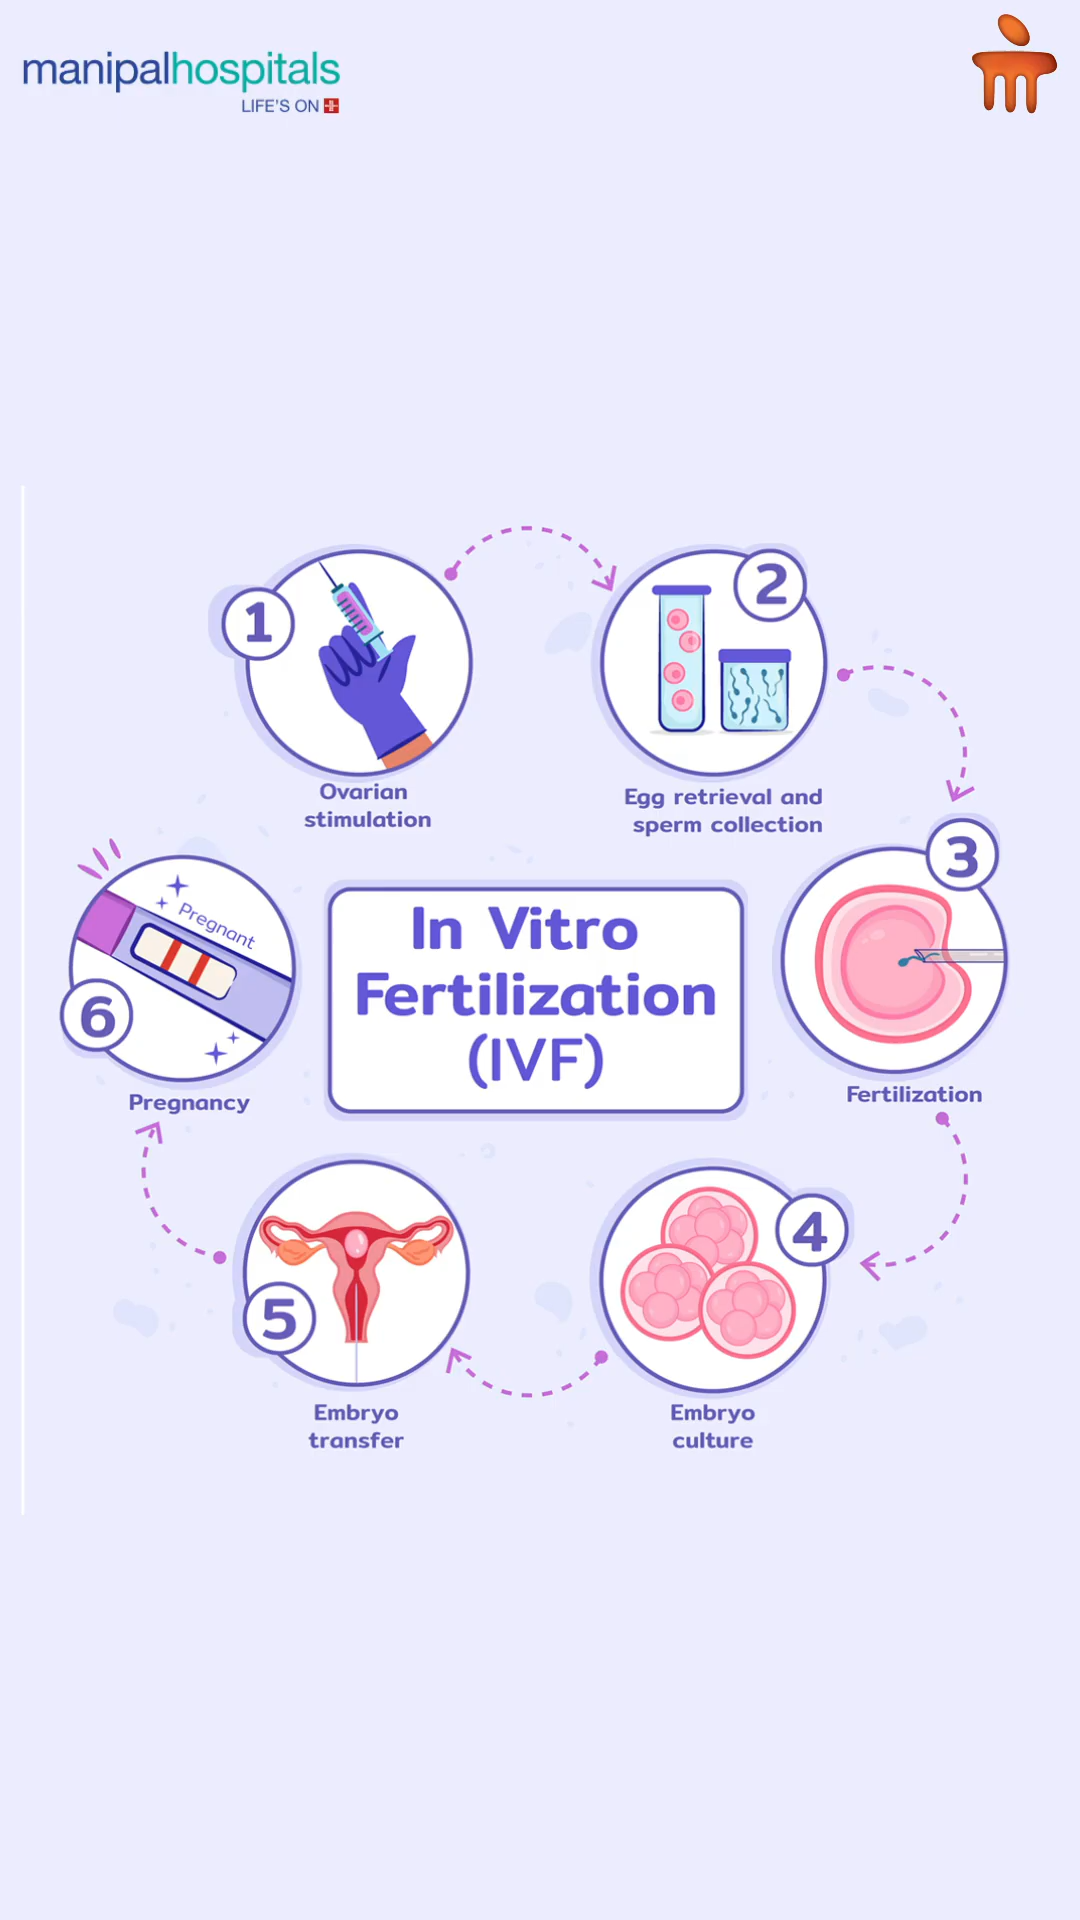 manipalhospitals
LIFE'S ON
1
Ovarian
stimulation
2
Egg retrieval and
sperm collection
3
Fertilization
4
Embryo
culture
5
Embryo
transfer
6
Pregnant
Pregnancy
In Vitro
Fertilization
(IVF)